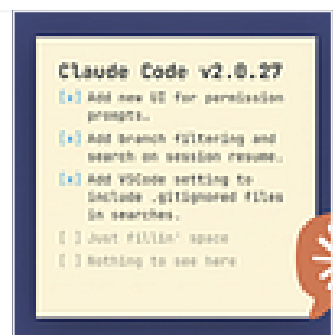 Claude Code v2.0.27
[x] Add new UI for permission
prompts.
[x] Add branch filtering and
search on session resume.
[x] Add VSCode setting to
include .gitignored files
in searches.
[ ] Just fillin' space
[ ] Nothing to see here